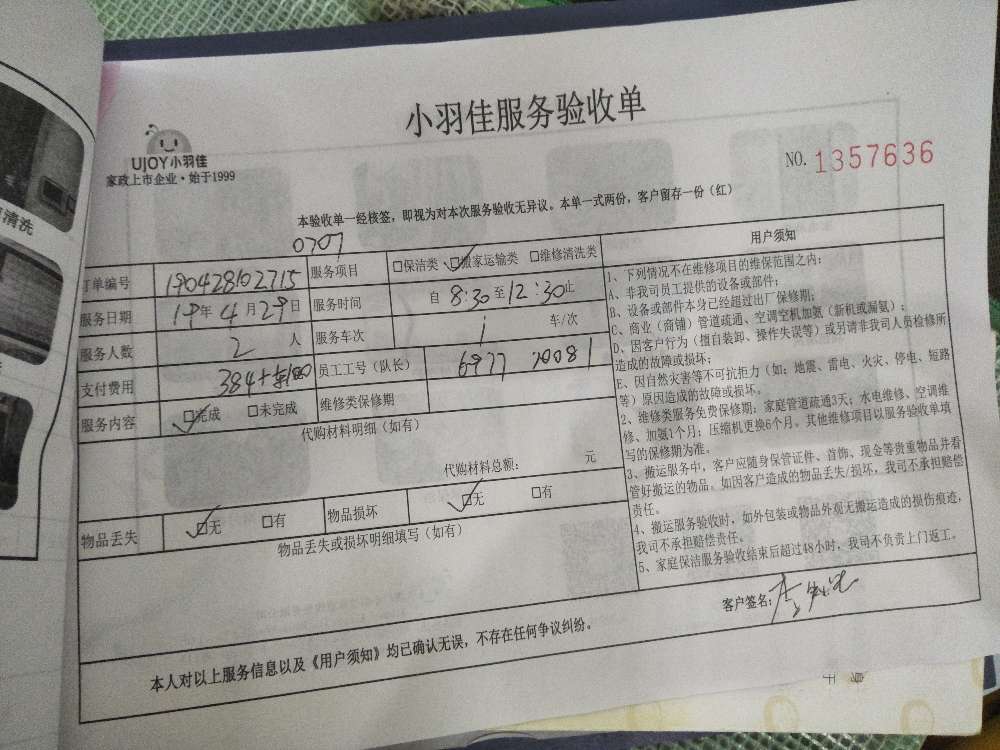 小羽佳服务验收单
UJOY小羽佳
家政上市企业·始于1999
NO. 1357636
本验收单一经核签，即视为对本次服务验收无异议。本单一式两份，客户留存一份（红）
0707
订单编号 190428102715 服务项目 □保洁类 □搬家运输类 □维修清洗类
服务日期 19年4月29日 服务时间 自8:30至12:30止
服务人数 2人 服务车次 1 车/次
支付费用 384+ 员工工号（队长） 6977 20081
服务内容 □完成 □未完成 维修类保修期
代购材料明细（如有）
代购材料总额： 元
物品丢失 □无 □有 物品损坏 □无 □有
物品丢失或损坏明细填写（如有）
用户须知
1、下列情况不在维修项目的维保范围之内：
A、非我司员工提供的设备或部件；
B、设备或部件本身已经超过出厂保修期；
C、商业（商铺）管道疏通、空调空机加氨（新机或漏氨）；
D、因客户行为（擅自装卸、操作失误等）或另请非我司人员检修所
造成的故障或损坏；
E、因自然灾害等不可抗拒力（如：地震、雷电、火灾、停电、短路
等）原因造成的故障或损坏。
2、维修类服务免费保修期：家庭管道疏通3天；水电维修、空调维
修、加氨1个月；压缩机更换6个月。其他维修项目以服务验收单填
写的保修期为准。
3、搬运服务中，客户应随身保管证件、首饰、现金等贵重物品并看
管好搬运的物品。如因客户造成的物品丢失/损坏，我司不承担赔偿
责任。
4、搬运服务验收时，如外包装或物品外观无搬运造成的损伤痕迹，
我司不承担赔偿责任。
5、家庭保洁服务验收结束后超过48小时，我司不负责上门返工。
客户签名：
本人对以上服务信息以及《用户须知》均已确认无误，不存在任何争议纠纷。
清洗